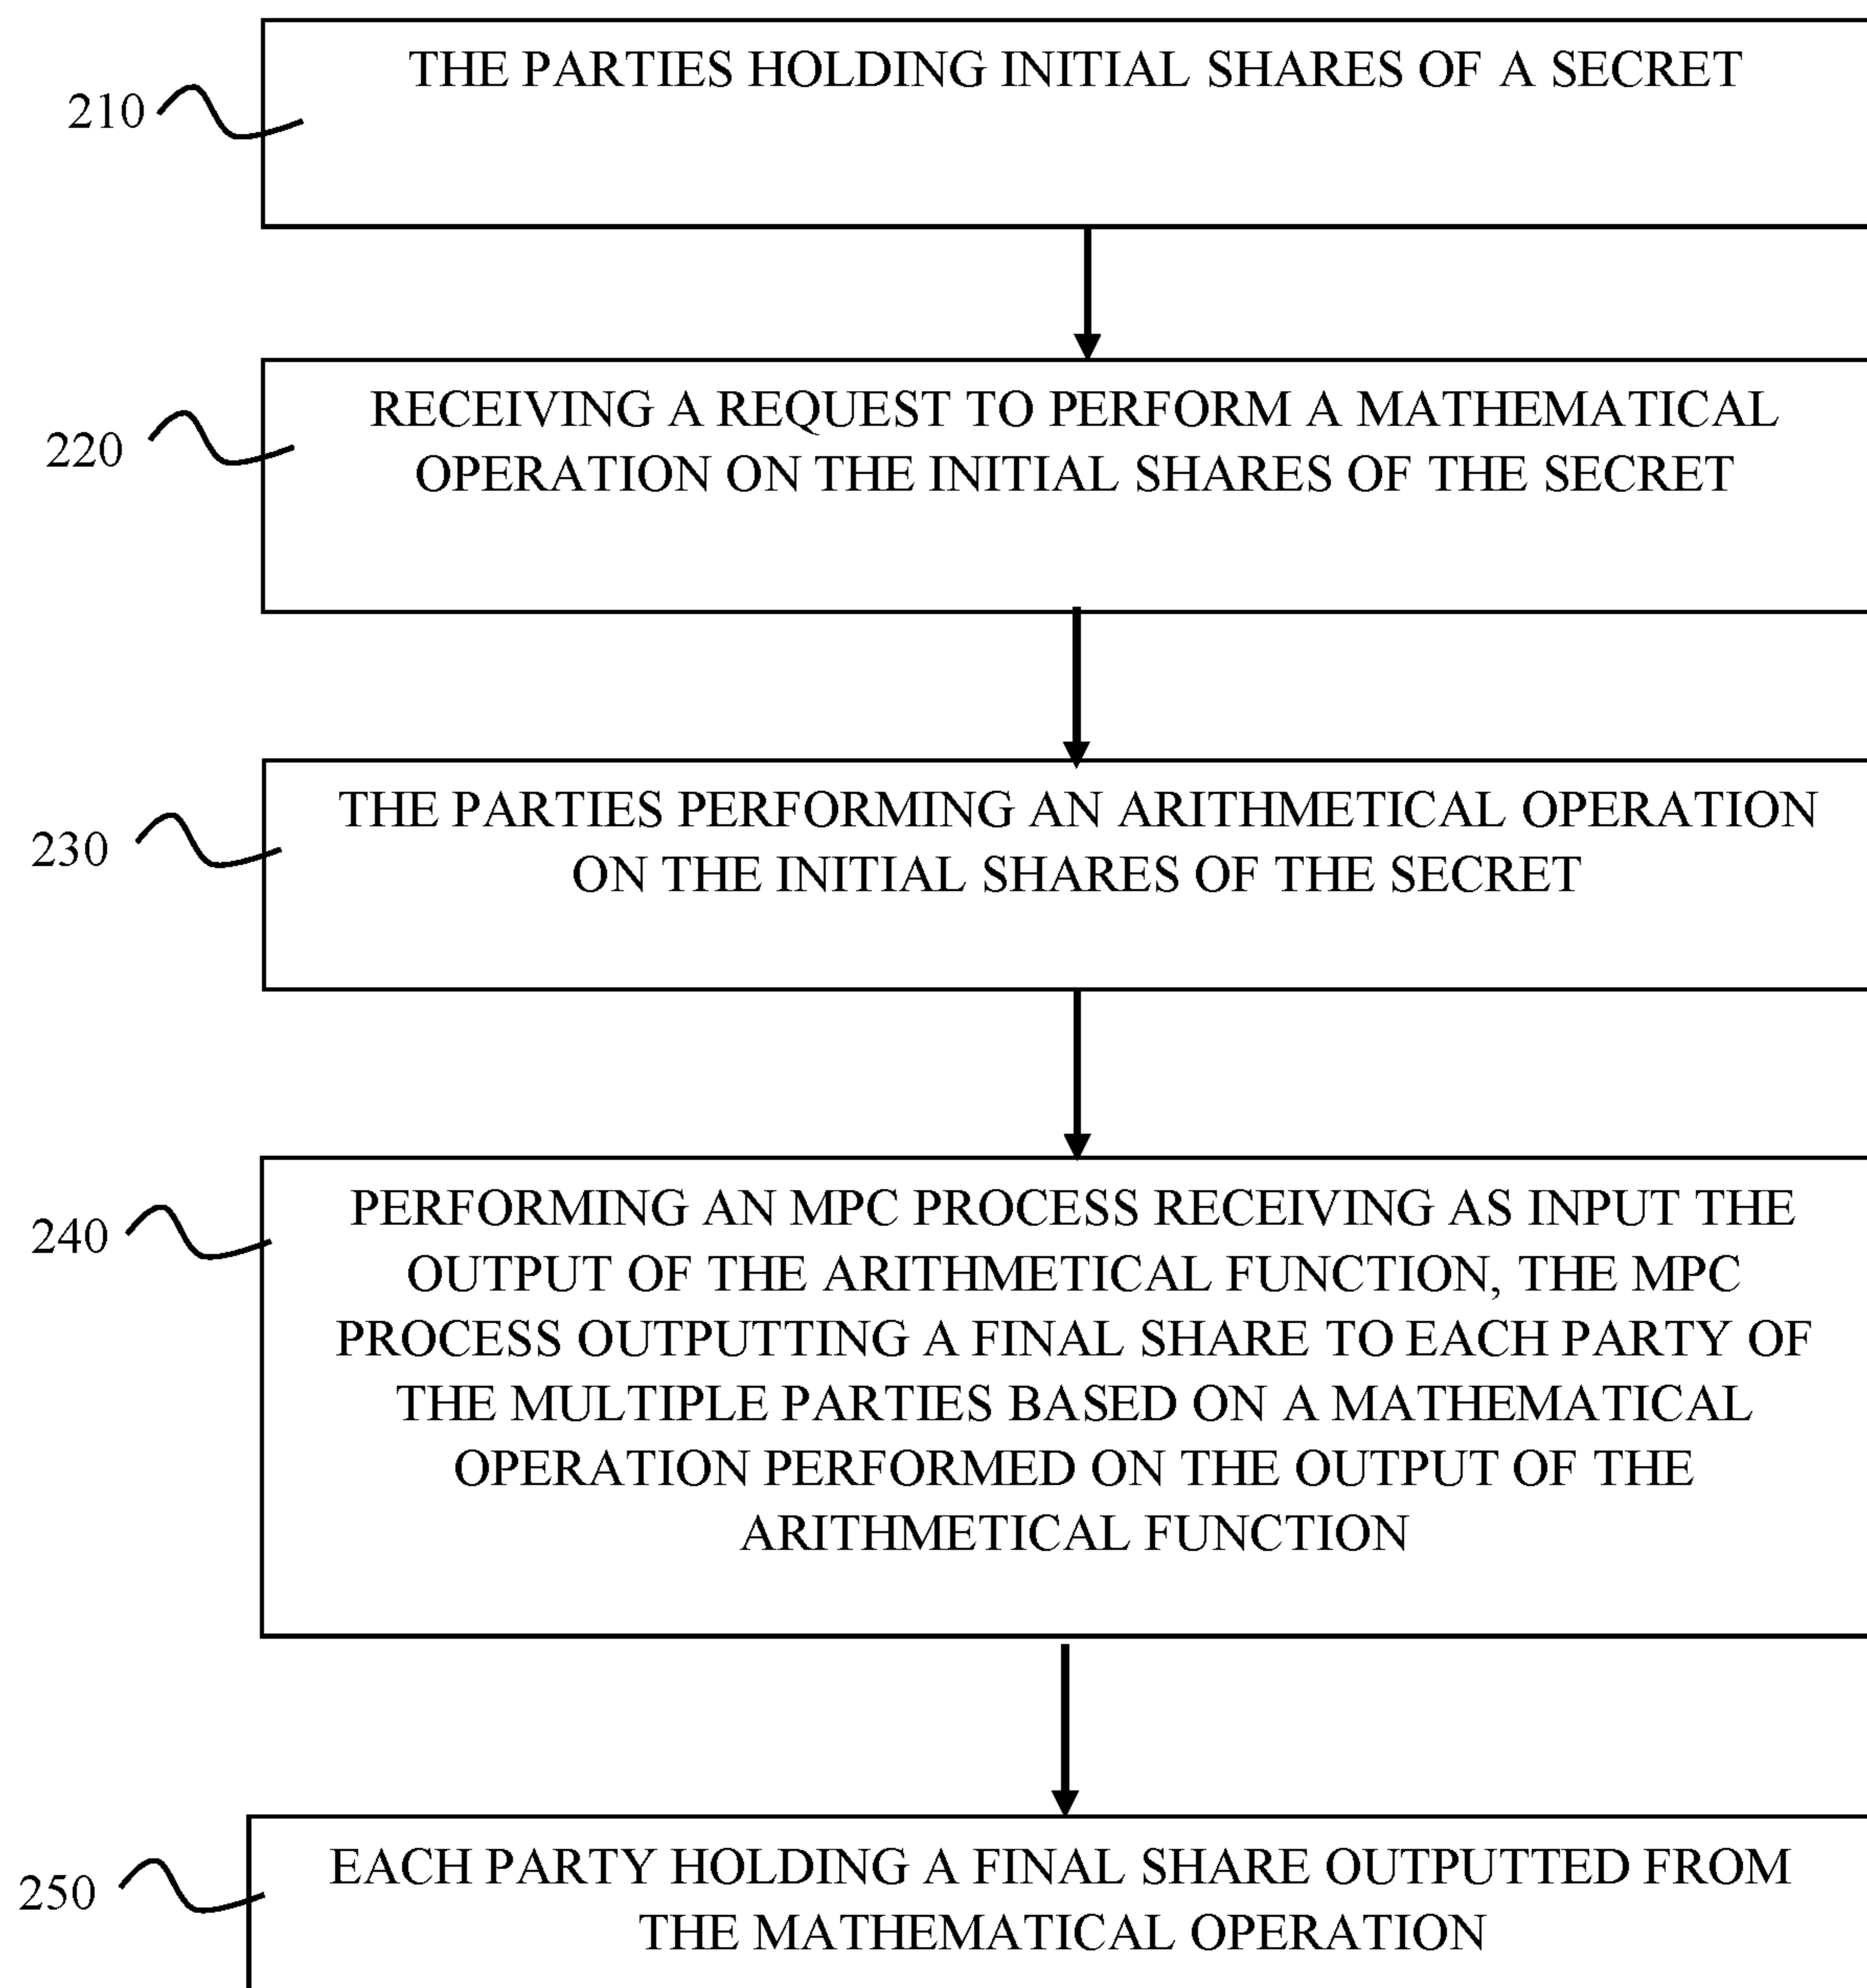 THE PARTIES HOLDING INITIAL SHARES OF A SECRET
210
RECEIVING A REQUEST TO PERFORM A MATHEMATICAL
OPERATION ON THE INITIAL SHARES OF THE SECRET
220
THE PARTIES PERFORMING AN ARITHMETICAL OPERATION
ON THE INITIAL SHARES OF THE SECRET
230
PERFORMING AN MPC PROCESS RECEIVING AS INPUT THE
OUTPUT OF THE ARITHMETICAL FUNCTION, THE MPC
PROCESS OUTPUTTING A FINAL SHARE TO EACH PARTY OF
THE MULTIPLE PARTIES BASED ON A MATHEMATICAL
OPERATION PERFORMED ON THE OUTPUT OF THE
ARITHMETICAL FUNCTION
240
EACH PARTY HOLDING A FINAL SHARE OUTPUTTED FROM
THE MATHEMATICAL OPERATION
250